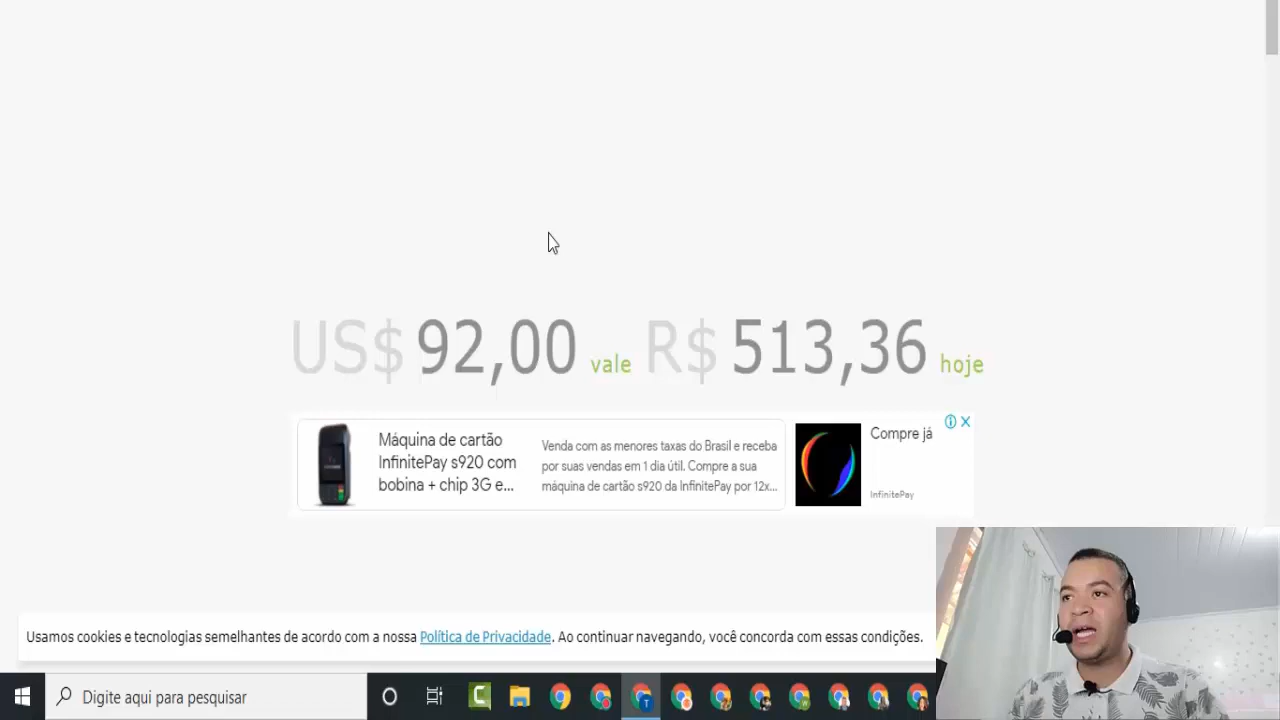 US$ 92,00 vale R$ 513,36 hoje
Máquina de cartão
InfinitePay s920 com
bobina + chip 3G e...
Venda com as menores taxas do Brasil e receba
por suas vendas em 1 dia útil. Compre a sua
máquina de cartão s920 da InfinitePay por 12x...
Compre já
InfinitePay
Usamos cookies e tecnologias semelhantes de acordo com a nossa Política de Privacidade. Ao continuar navegando, você concorda com essas condições.
Digite aqui para pesquisar